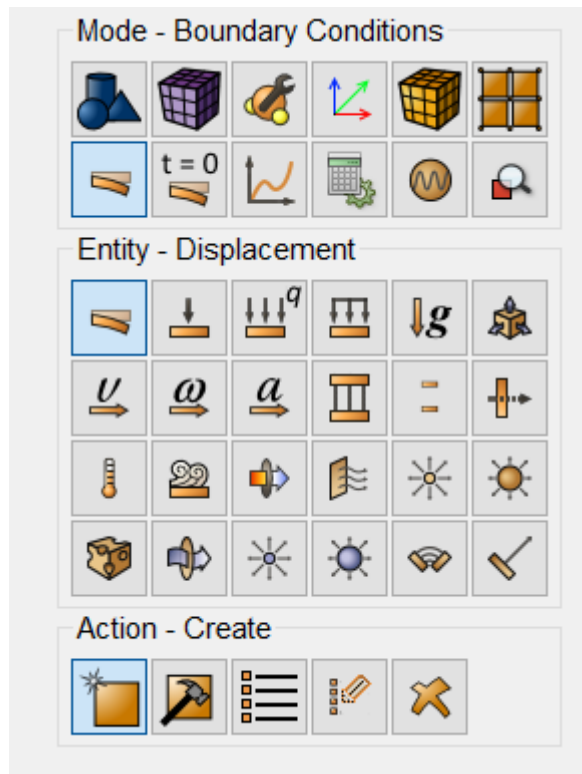 Mode - Boundary Conditions
t = 0
Entity - Displacement
q
g
υ ω a
Action - Create